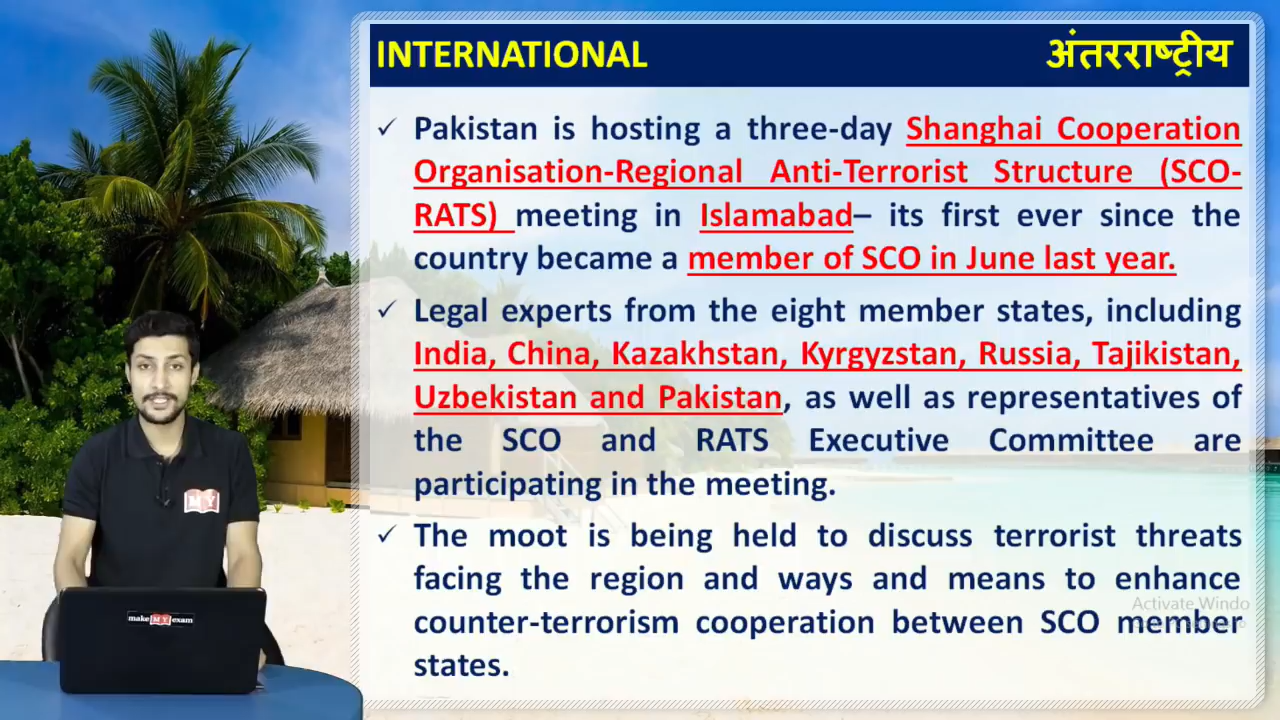 INTERNATIONAL अंतरराष्ट्रीय
✓ Pakistan is hosting a three-day Shanghai Cooperation
Organisation-Regional Anti-Terrorist Structure (SCO-
RATS) meeting in Islamabad– its first ever since the
country became a member of SCO in June last year.
✓ Legal experts from the eight member states, including
India, China, Kazakhstan, Kyrgyzstan, Russia, Tajikistan,
Uzbekistan and Pakistan, as well as representatives of
the SCO and RATS Executive Committee are
participating in the meeting.
✓ The moot is being held to discuss terrorist threats
facing the region and ways and means to enhance
counter-terrorism cooperation between SCO member
states.
Activate Windo
M Y
make MY exam